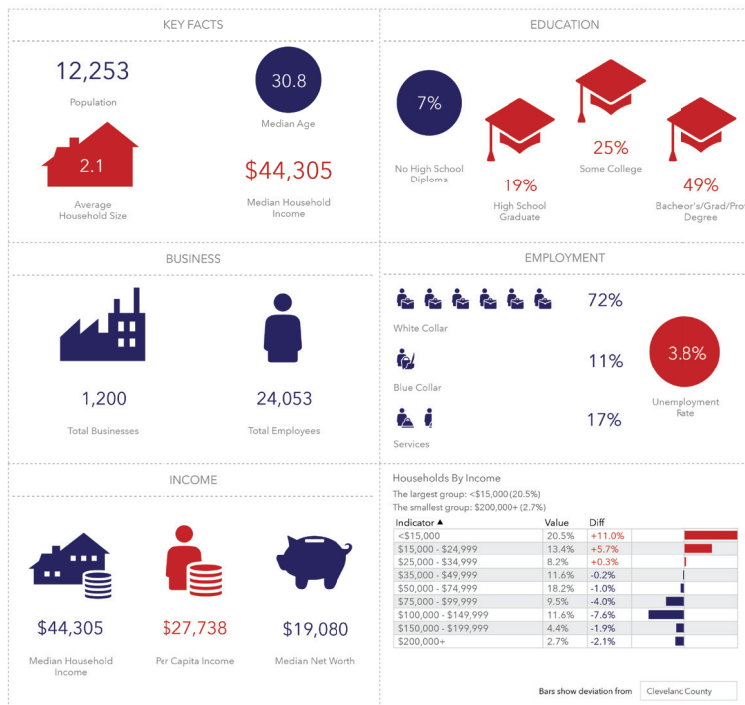 KEY FACTS
12,253
Population
30.8
Median Age
2.1
Average
Household Size
$44,305
Median Household
Income
EDUCATION
7%
No High School
Diploma
19%
High School
Graduate
25%
Some College
49%
Bacheor's/Grad/Prof
Degree
BUSINESS
1,200
Total Businesses
24,053
Total Employees
EMPLOYMENT
72%
White Collar
11%
Blue Collar
17%
Services
3.8%
Unemployment
Rate
INCOME
$44,305
Median Household
Income
$27,738
Per Capita Income
$19,080
Median Net Worth
Households By Income
The largest group: <$15,000 (20.5%)
The smallest group: $200,000+ (2.7%)
Indicator ▲ Value Diff
<$15,000 20.5% +11.0%
$15,000 - $24,999 13.4% +5.7%
$25,000 - $34,999 8.2% +0.3%
$35,000 - $49,999 11.6% -0.2%
$50,000 - $74,999 18.2% -1.0%
$75,000 - $99,999 9.5% -4.0%
$100,000 - $149,999 11.6% -7.6%
$150,000 - $199,999 4.4% -1.9%
$200,000+ 2.7% -2.1%
Bars show deviation from Cleveland County